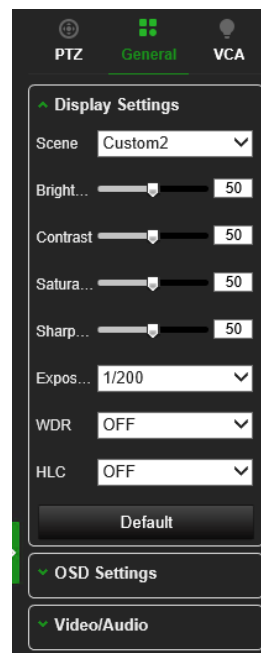 PTZ General VCA
Display Settings
Scene Custom2
Bright... 50
Contrast 50
Satura... 50
Sharp... 50
Expos... 1/200
WDR OFF
HLC OFF
Default
OSD Settings
Video/Audio